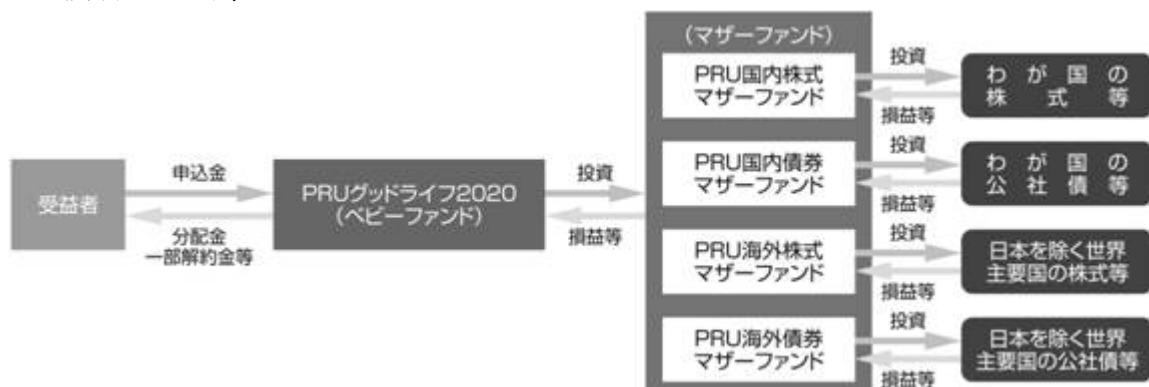 受益者
申込金
分配金
一部解約金等
PRUグッドライフ2020
（ベビーファンド）
投資
損益等
（マザーファンド）
PRU国内株式
マザーファンド
投資
損益等
わが国の
株式等
PRU国内債券
マザーファンド
投資
損益等
わが国の
公社債等
PRU海外株式
マザーファンド
投資
損益等
日本を除く世界
主要国の株式等
PRU海外債券
マザーファンド
投資
損益等
日本を除く世界
主要国の公社債等